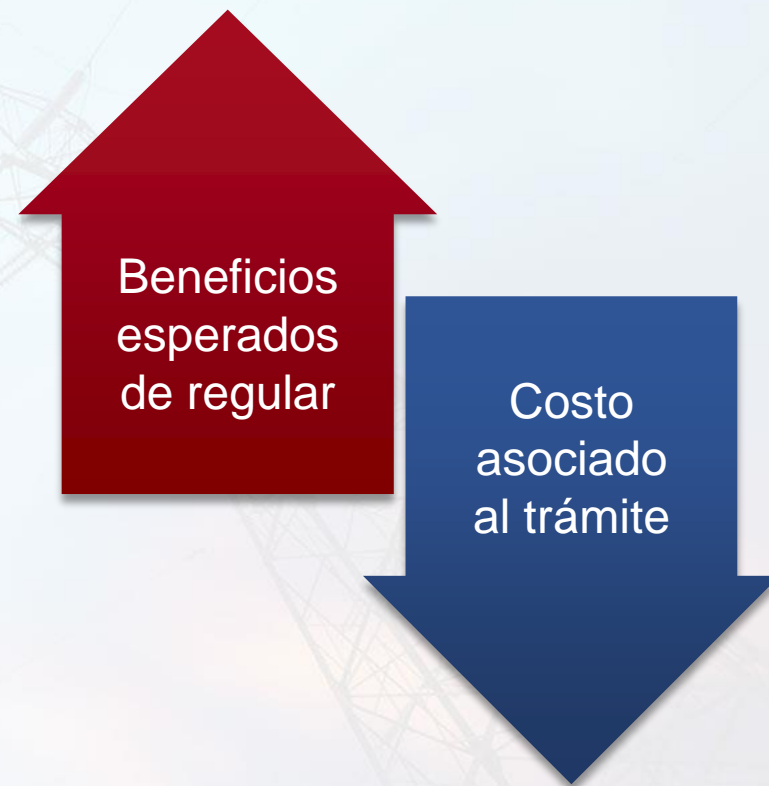 Beneficios
esperados
de regular
Costo
asociado
al trámite